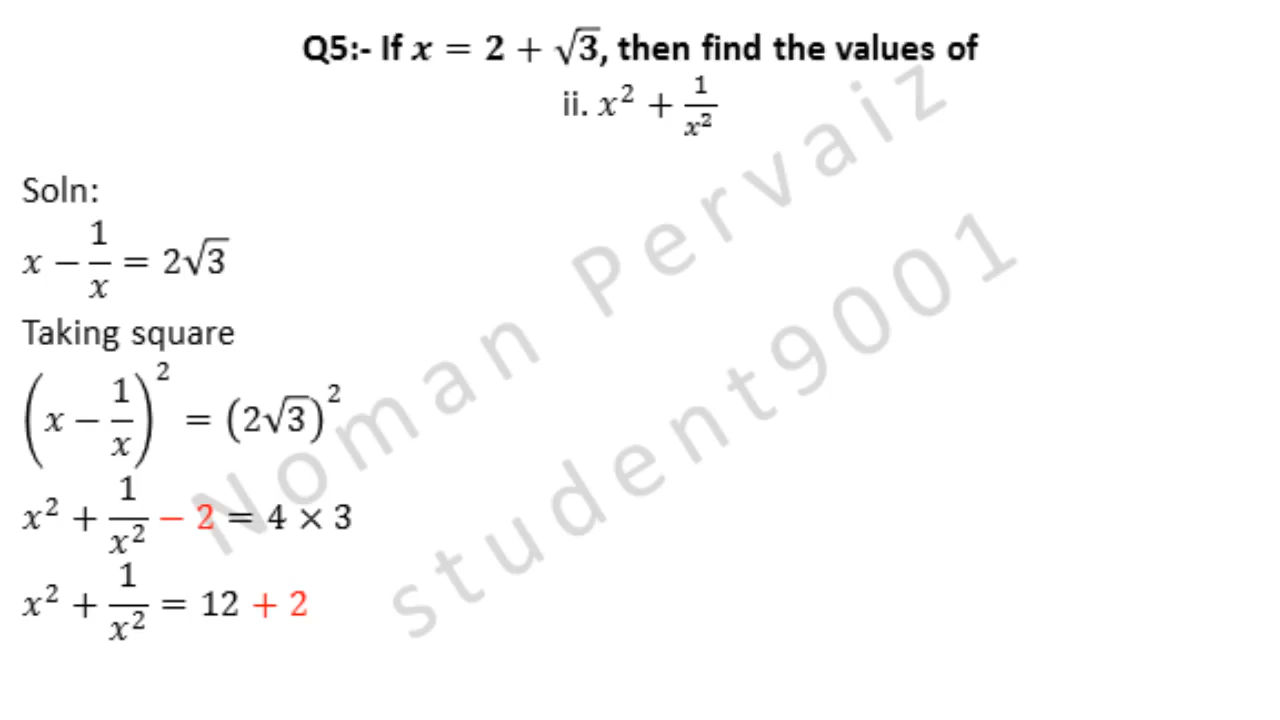 Q5:- If x = 2 + √3, then find the values of
ii. x² + 1/x²
Soln:
x − 1/x = 2√3
Taking square
(x − 1/x)² = (2√3)²
x² + 1/x² − 2 = 4 × 3
x² + 1/x² = 12 + 2
Noman Pervaiz
student9001